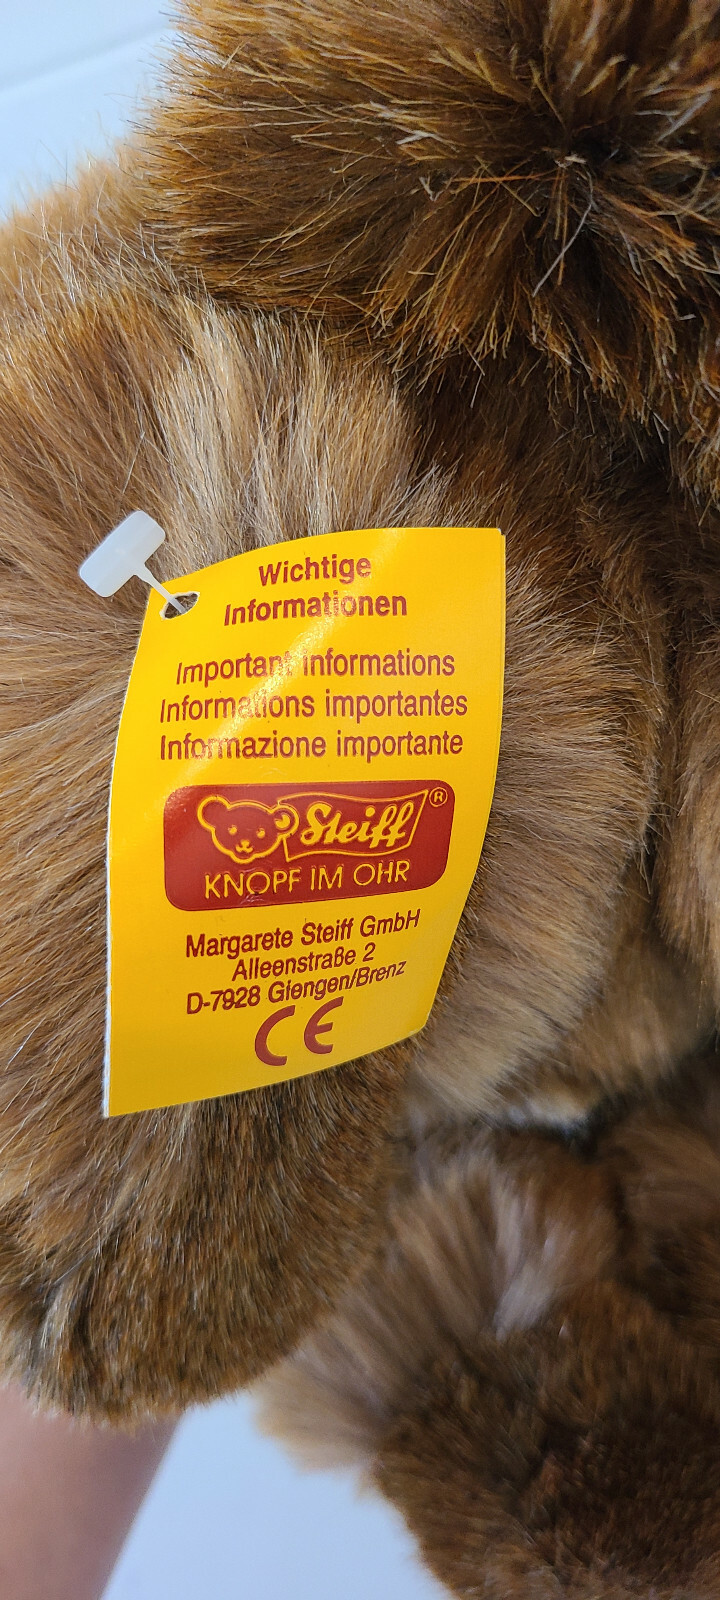 Wichtige
Informationen
Important informations
Informations importantes
Informazione importante
Steiff ®
KNOPF IM OHR
Margarete Steiff GmbH
Alleenstraße 2
D-7928 Giengen/Brenz
CE